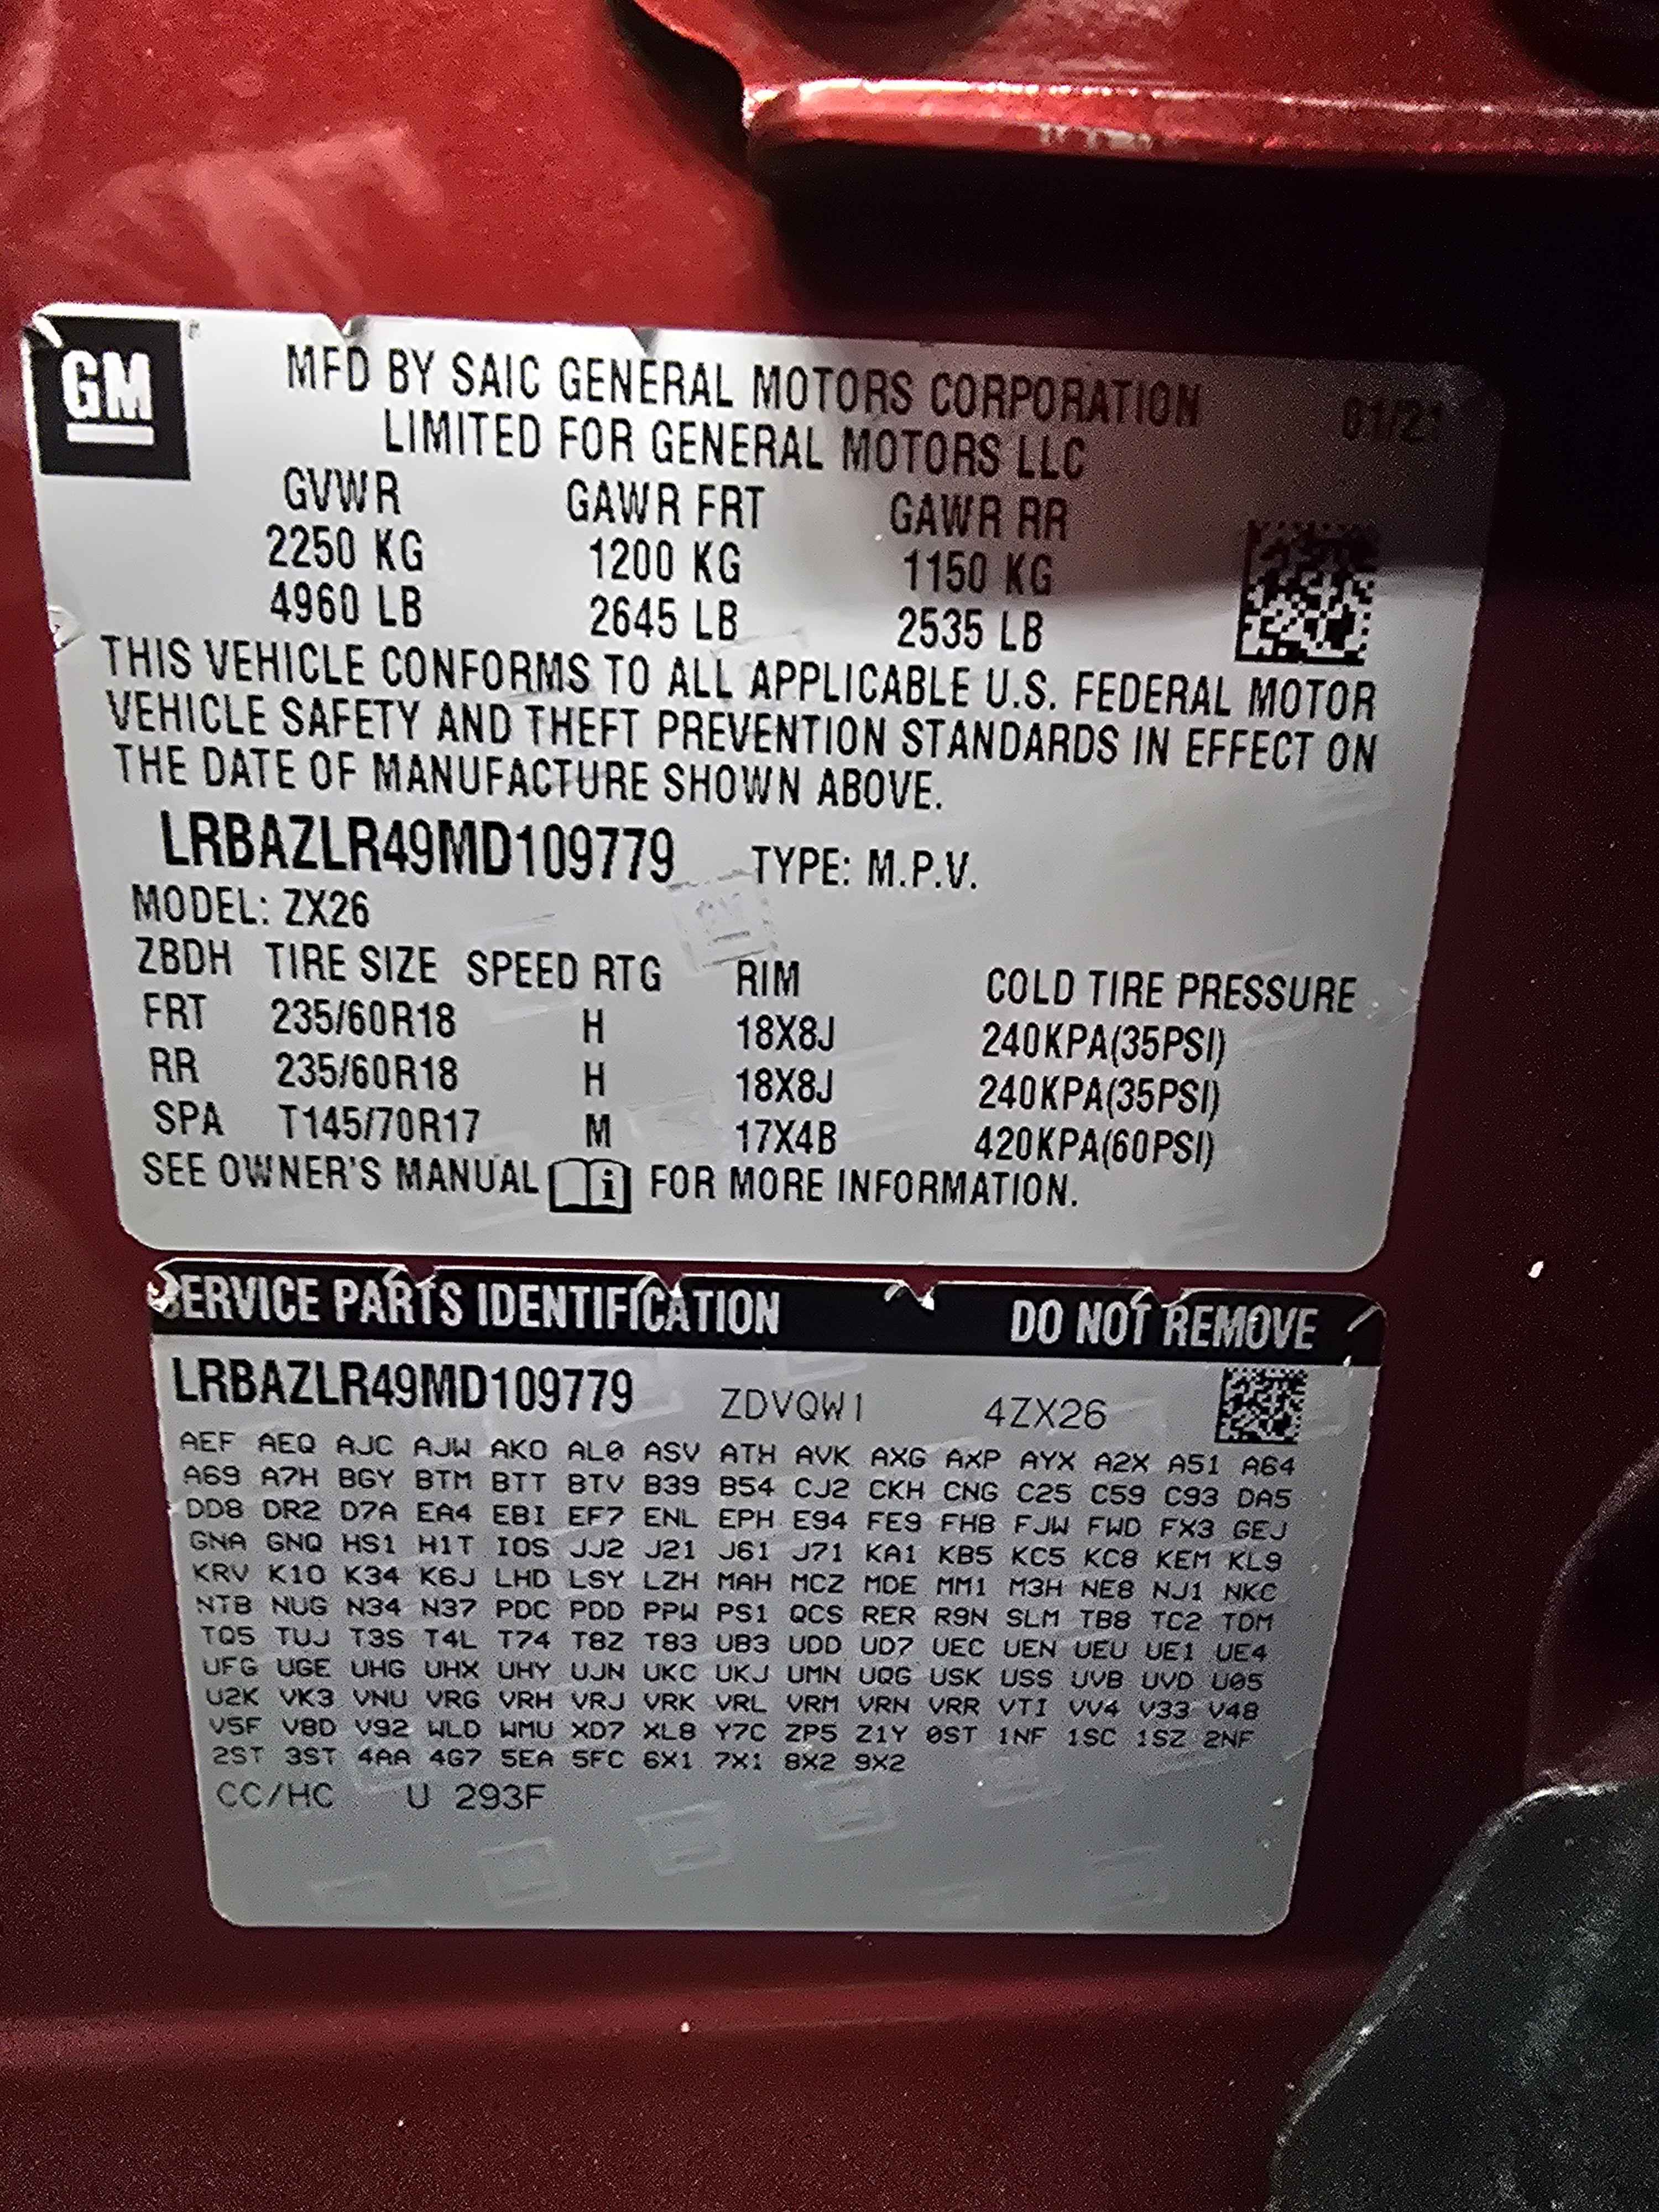 GM
MFD BY SAIC GENERAL MOTORS CORPORATION 01/21
LIMITED FOR GENERAL MOTORS LLC
GVWR GAWR FRT GAWR RR
2250 KG 1200 KG 1150 KG
4960 LB 2645 LB 2535 LB
THIS VEHICLE CONFORMS TO ALL APPLICABLE U.S. FEDERAL MOTOR
VEHICLE SAFETY AND THEFT PREVENTION STANDARDS IN EFFECT ON
THE DATE OF MANUFACTURE SHOWN ABOVE.
LRBAZLR49MD109779 TYPE: M.P.V.
MODEL: ZX26
ZBDH TIRE SIZE SPEED RTG RIM COLD TIRE PRESSURE
FRT 235/60R18 H 18X8J 240KPA(35PSI)
RR 235/60R18 H 18X8J 240KPA(35PSI)
SPA T145/70R17 M 17X4B 420KPA(60PSI)
SEE OWNER'S MANUAL i FOR MORE INFORMATION.
SERVICE PARTS IDENTIFICATION DO NOT REMOVE
LRBAZLR49MD109779 ZDVQW1 4ZX26
AEF AEQ AJC AJW AKO AL0 ASV ATH AVK AXG AXP AYX A2X A51 A64
A69 A7H BGY BTM BTT BTV B39 B54 CJ2 CKH CNG C25 C59 C93 DA5
DD8 DR2 D7A EA4 EBI EF7 ENL EPH E94 FE9 FHB FJW FWD FX3 GEJ
GNA GNQ HS1 H1T IOS JJ2 J21 J61 J71 KA1 KB5 KC5 KC8 KEM KL9
KRV K10 K34 K6J LHD LSY LZH MAH MCZ MDE MM1 M3H NE8 NJ1 NKC
NTB NUG N34 N37 PDC PDD PPW PS1 QCS RER R9N SLM TB8 TC2 TDM
TQ5 TUJ T3S T4L T74 T8Z T83 UB3 UDD UD7 UEC UEN UEU UE1 UE4
UFG UGE UHG UHX UHY UJN UKC UKJ UMN UQG USK USS UVB UVD U05
U2K VK3 VNU VRG VRH VRJ VRK VRL VRM VRN VRR VTI VV4 V33 V48
V5F V8D V92 WLD WMU XD7 XL8 Y7C ZP5 Z1Y 0ST 1NF 1SC 1SZ 2NF
2ST 3ST 4AA 4G7 5EA 5FC 6X1 7X1 8X2 9X2
CC/HC U 293F